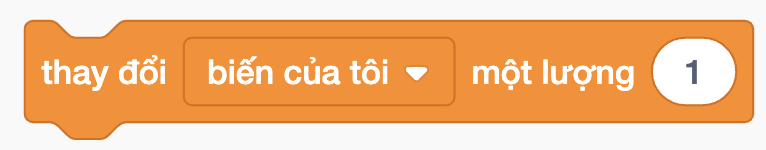 thay đổi biến của tôi một lượng 1